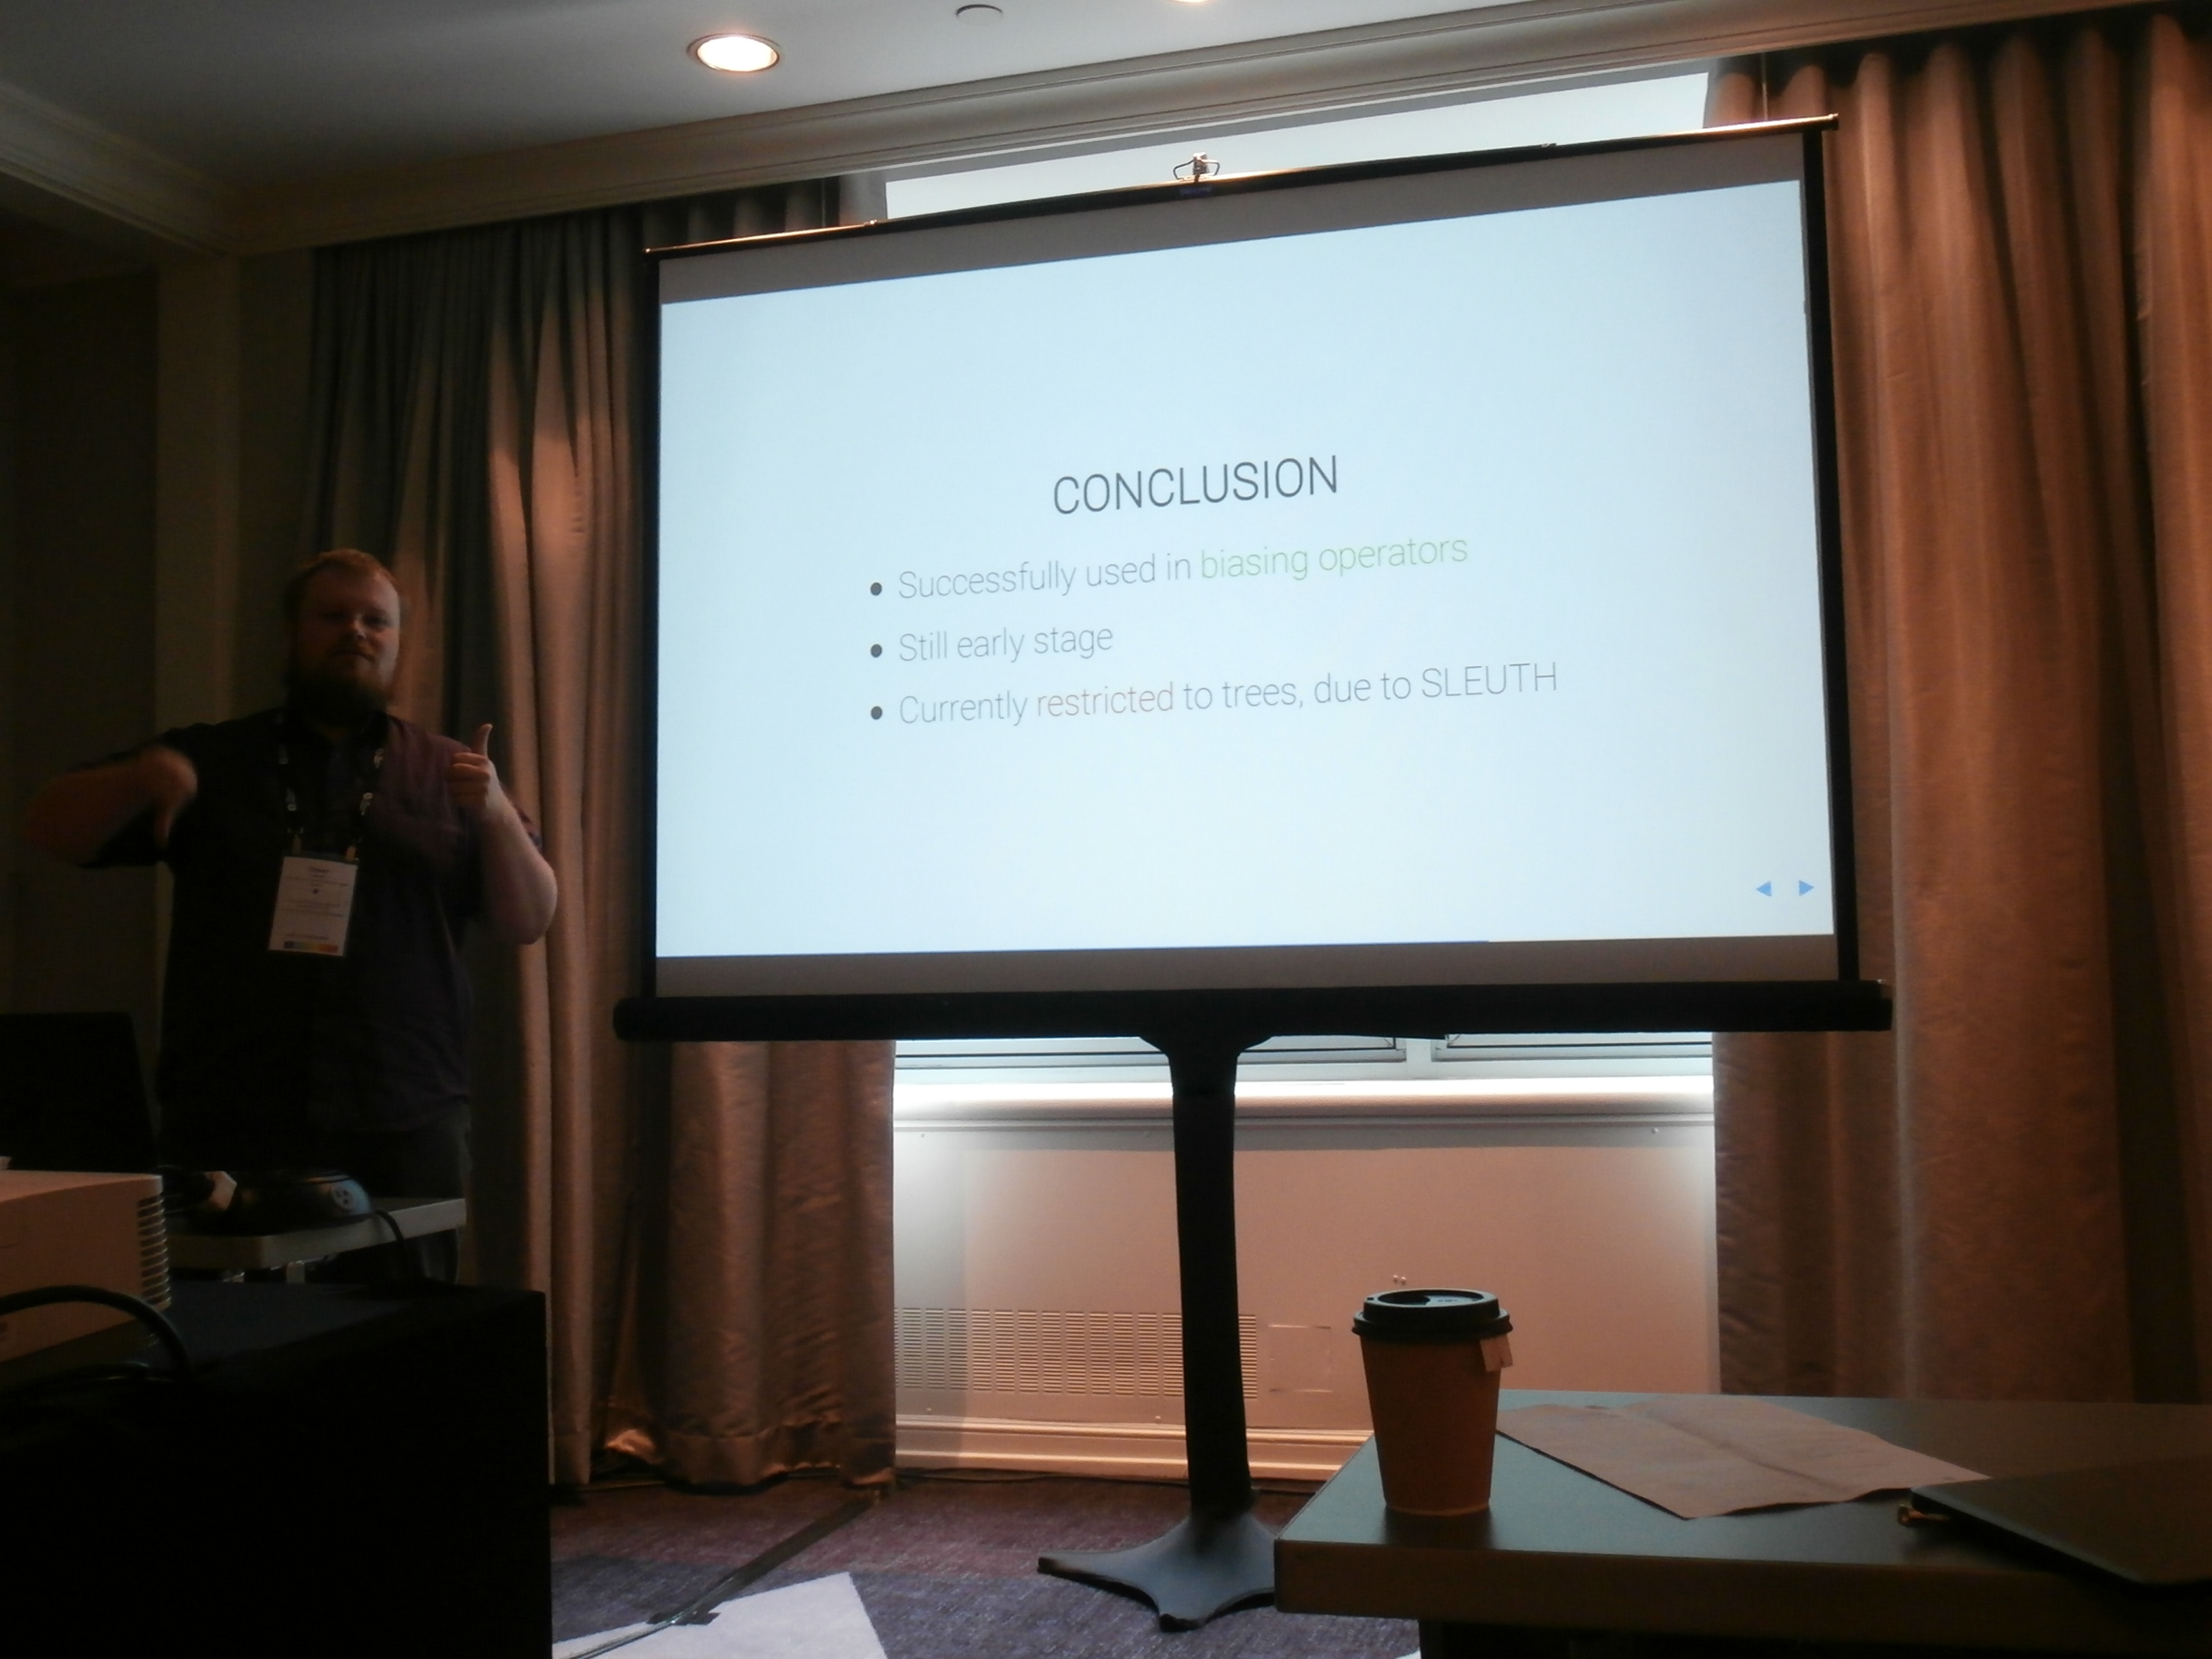 CONCLUSION
Successfully used in biasing operators
Still early stage
Currently restricted to trees, due to SLEUTH